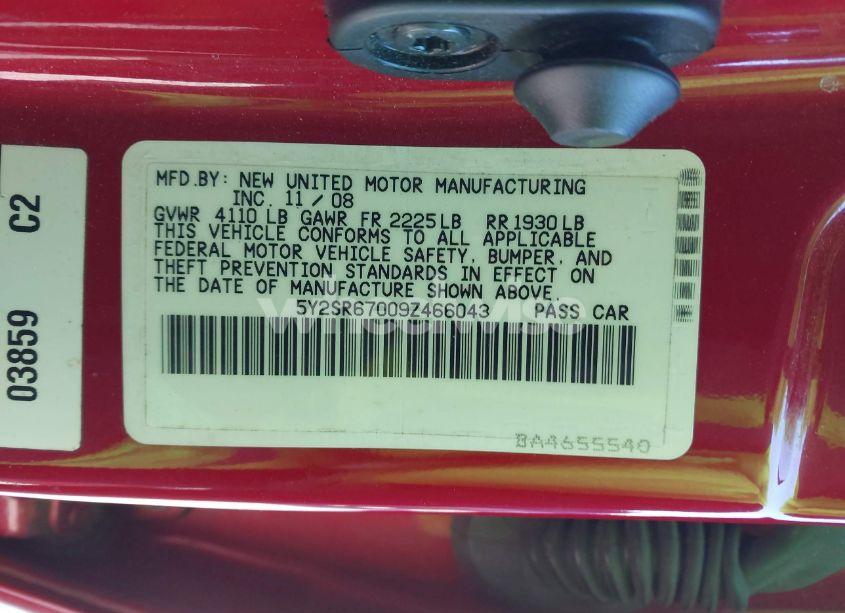 MFD.BY: NEW UNITED MOTOR MANUFACTURING
INC. 11/08
GVWR 4110 LB GAWR FR 2225 LB RR 1930 LB
THIS VEHICLE CONFORMS TO ALL APPLICABLE
FEDERAL MOTOR VEHICLE SAFETY, BUMPER, AND
THEFT PREVENTION STANDARDS IN EFFECT ON
THE DATE OF MANUFACTURE SHOWN ABOVE.
5Y2SR67009Z466043 PASS CAR
BA4655540
03859 C2